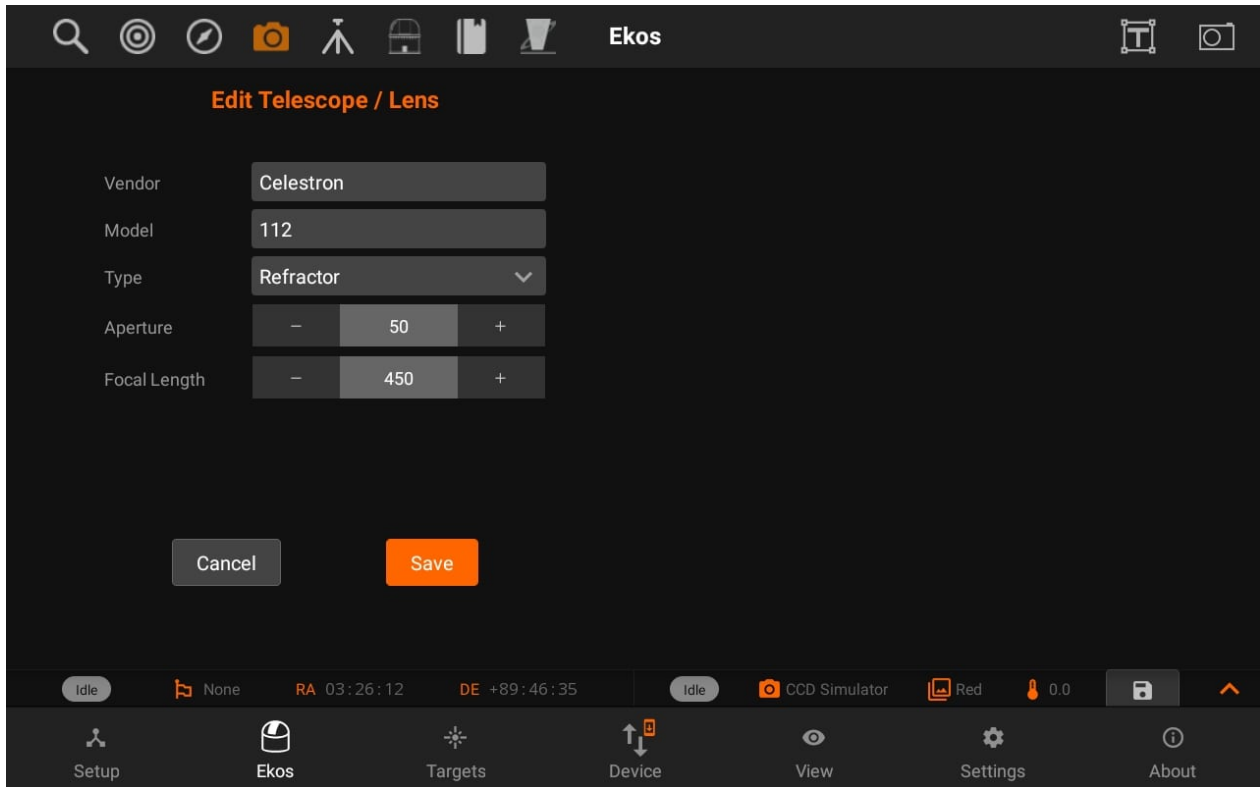 Ekos
Edit Telescope / Lens
Vendor Celestron
Model 112
Type Refractor
Aperture − 50 +
Focal Length − 450 +
Cancel Save
Idle None RA 03:26:12 DE +89:46:35 Idle CCD Simulator Red 0.0
Setup Ekos Targets Device View Settings About